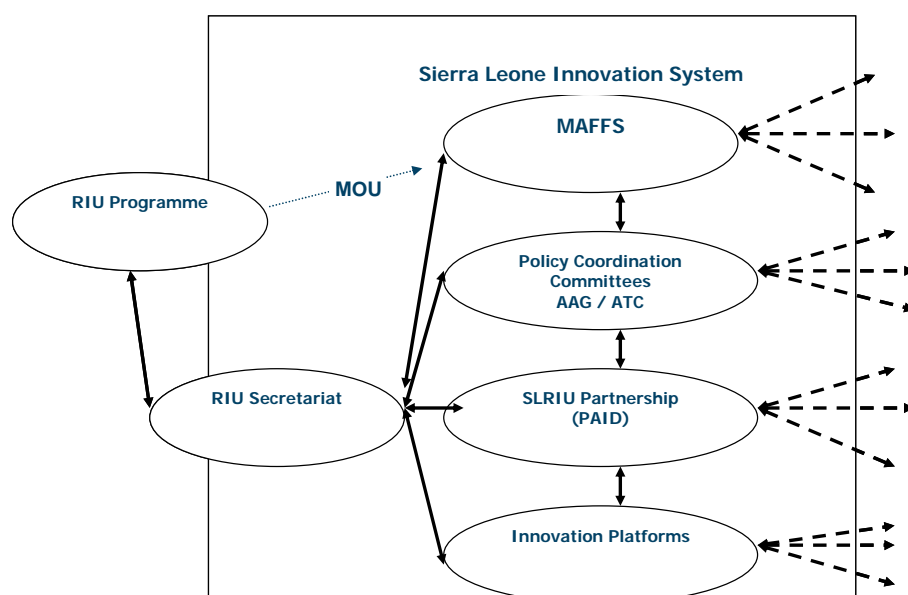 Sierra Leone Innovation System
MAFFS
MOU
RIU Programme
Policy Coordination
Committees
AAG / ATC
RIU Secretariat
SLRIU Partnership
(PAID)
Innovation Platforms